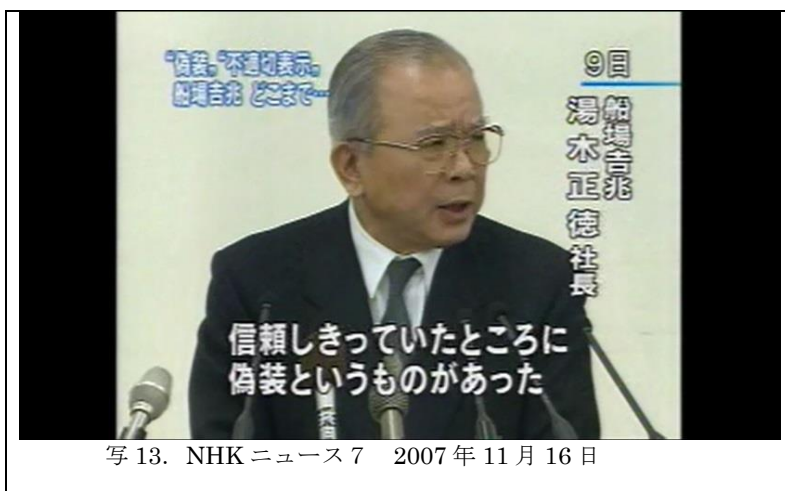 “偽装”“不適切表示”
船場吉兆 どこまで…
9日
船場吉兆
湯木正徳社長
信頼しきっていたところに
偽装というものがあった
写 13. NHK ニュース 7 2007 年 11 月 16 日